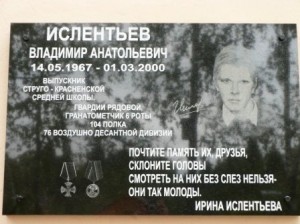 ИСЛЕНТЬЕВ
ВЛАДИМИР АНАТОЛЬЕВИЧ
14.05.1967 - 01.03.2000
ВЫПУСКНИК
СТРУГО - КРАСНЕНСКОЙ
СРЕДНЕЙ ШКОЛЫ.
ГВАРДИИ РЯДОВОЙ,
ГРАНАТОМЕТЧИК 6 РОТЫ
104 ПОЛКА
76 ВОЗДУШНО ДЕСАНТНОЙ ДИВИЗИИ
ПОЧТИТЕ ПАМЯТЬ ИХ, ДРУЗЬЯ,
СКЛОНИТЕ ГОЛОВЫ
СМОТРЕТЬ НА НИХ БЕЗ СЛЕЗ НЕЛЬЗЯ-
ОНИ ТАК МОЛОДЫ.
ИРИНА ИСЛЕНТЬЕВА